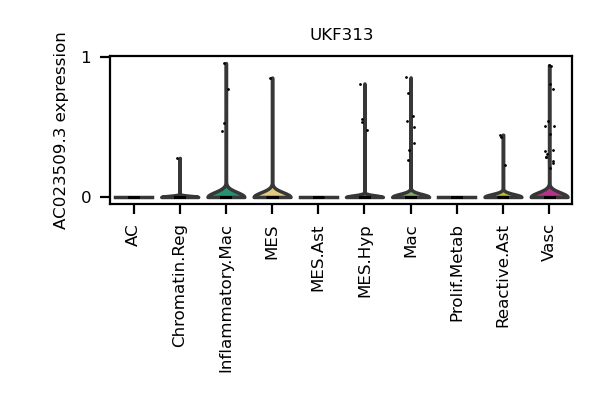 UKF313
AC023509.3 expression
1
0
AC
Chromatin.Reg
Inflammatory.Mac
MES
MES.Ast
MES.Hyp
Mac
Prolif.Metab
Reactive.Ast
Vasc